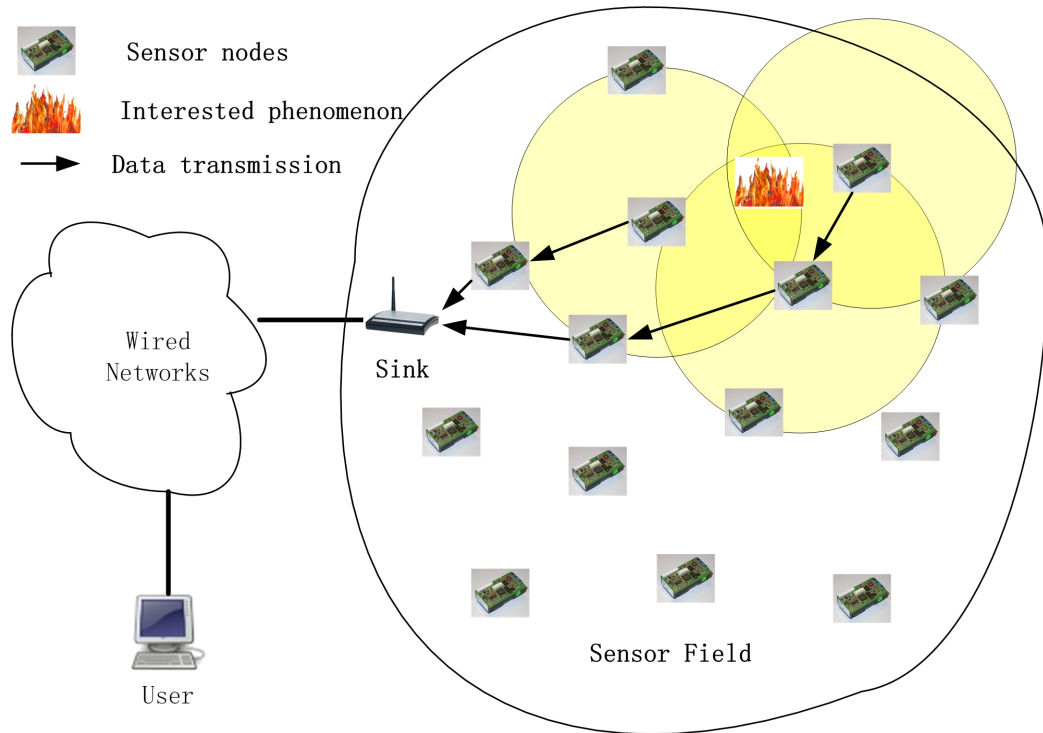 Sensor nodes
Interested phenomenon
Data transmission
Wired
Networks
Sink
Sensor Field
User